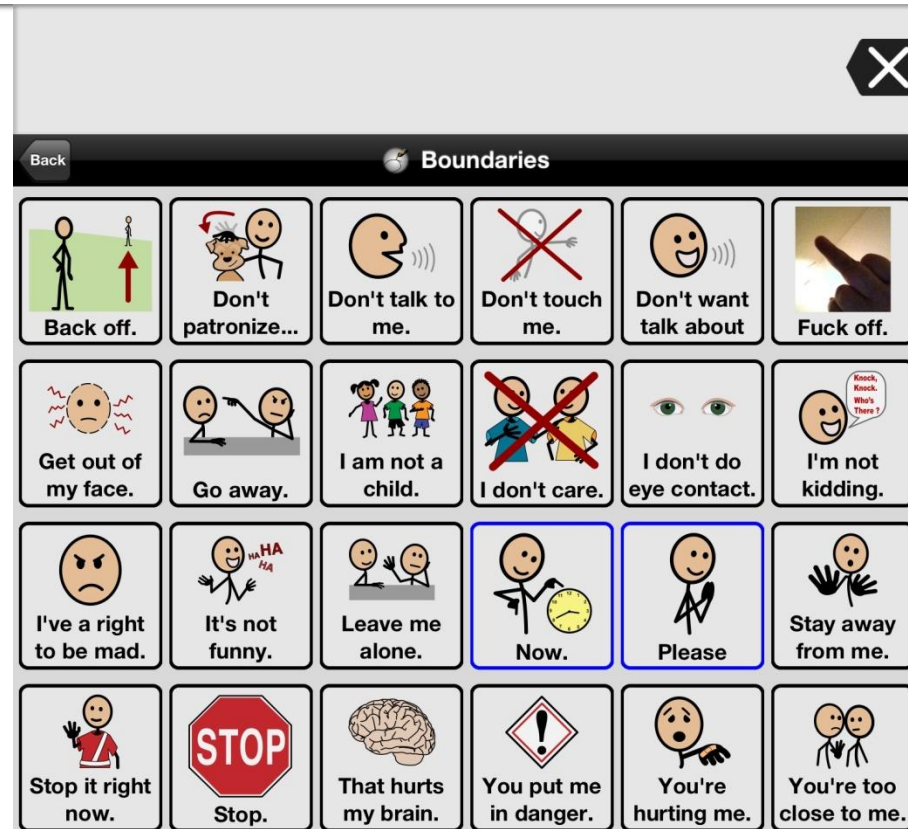 Back
Boundaries
Back off.
Don't
patronize...
Don't talk to
me.
Don't touch
me.
Don't want
talk about
Fuck off.
Get out of
my face.
Go away.
I am not a
child.
I don't care.
I don't do
eye contact.
Knock,
Knock.
Who's
There ?
I'm not
kidding.
I've a right
to be mad.
HA HA
HA
It's not
funny.
Leave me
alone.
Now.
Please
Stay away
from me.
Stop it right
now.
STOP
Stop.
That hurts
my brain.
You put me
in danger.
You're
hurting me.
You're too
close to me.